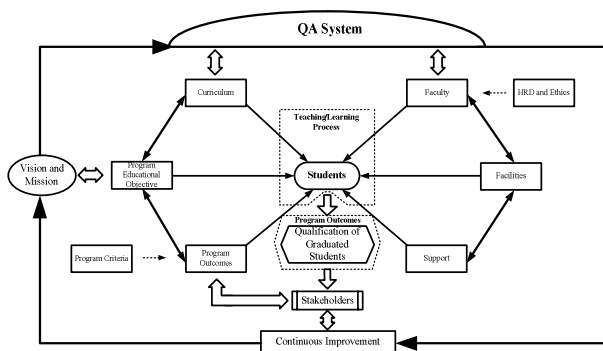 QA System
Curriculum
Faculty
HRD and Ethics
Teaching/Learning
Process
Vision and
Mission
Program
Educational
Objective
Students
Facilities
Program Outcomes
Qualification of
Graduated
Students
Program Criteria
Program
Outcomes
Support
Stakeholders
Continuous Improvement